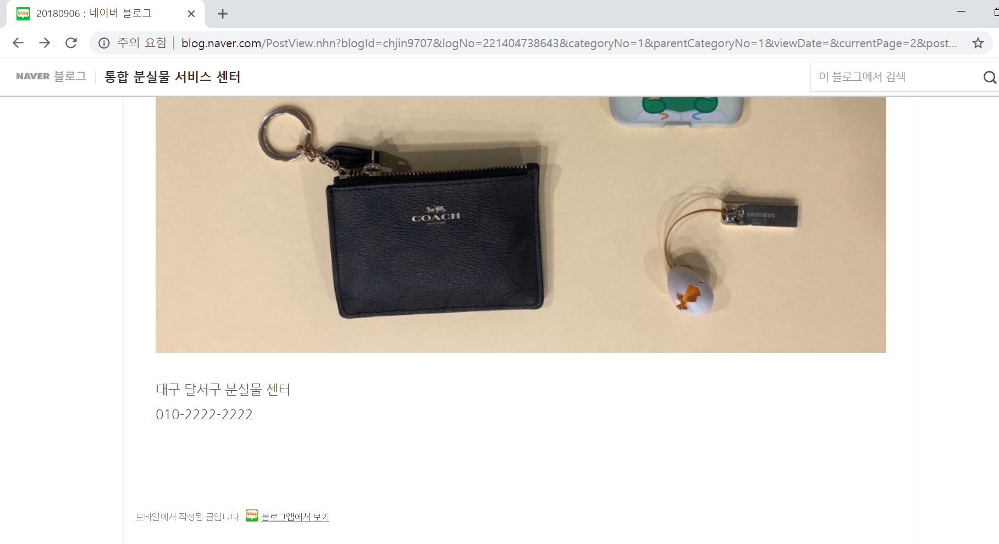 20180906 : 네이버 블로그
주의 요함 | blog.naver.com/PostView.nhn?blogId=chjin9707&logNo=221404738643&categoryNo=1&parentCategoryNo=1&viewDate=&currentPage=2&post...
NAVER 블로그 통합 분실물 서비스 센터
이 블로그에서 검색
COACH
SAMSUNG
대구 달서구 분실물 센터
010-2222-2222
모바일에서 작성된 글입니다. blog 블로그앱에서 보기